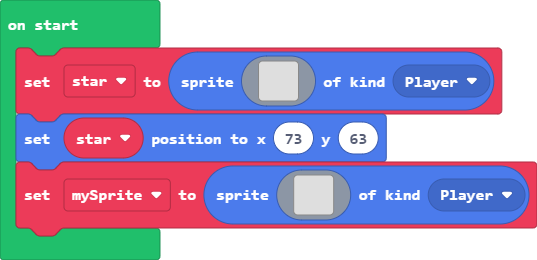 on start
set star to sprite of kind Player
set star position to x 73 y 63
set mySprite to sprite of kind Player